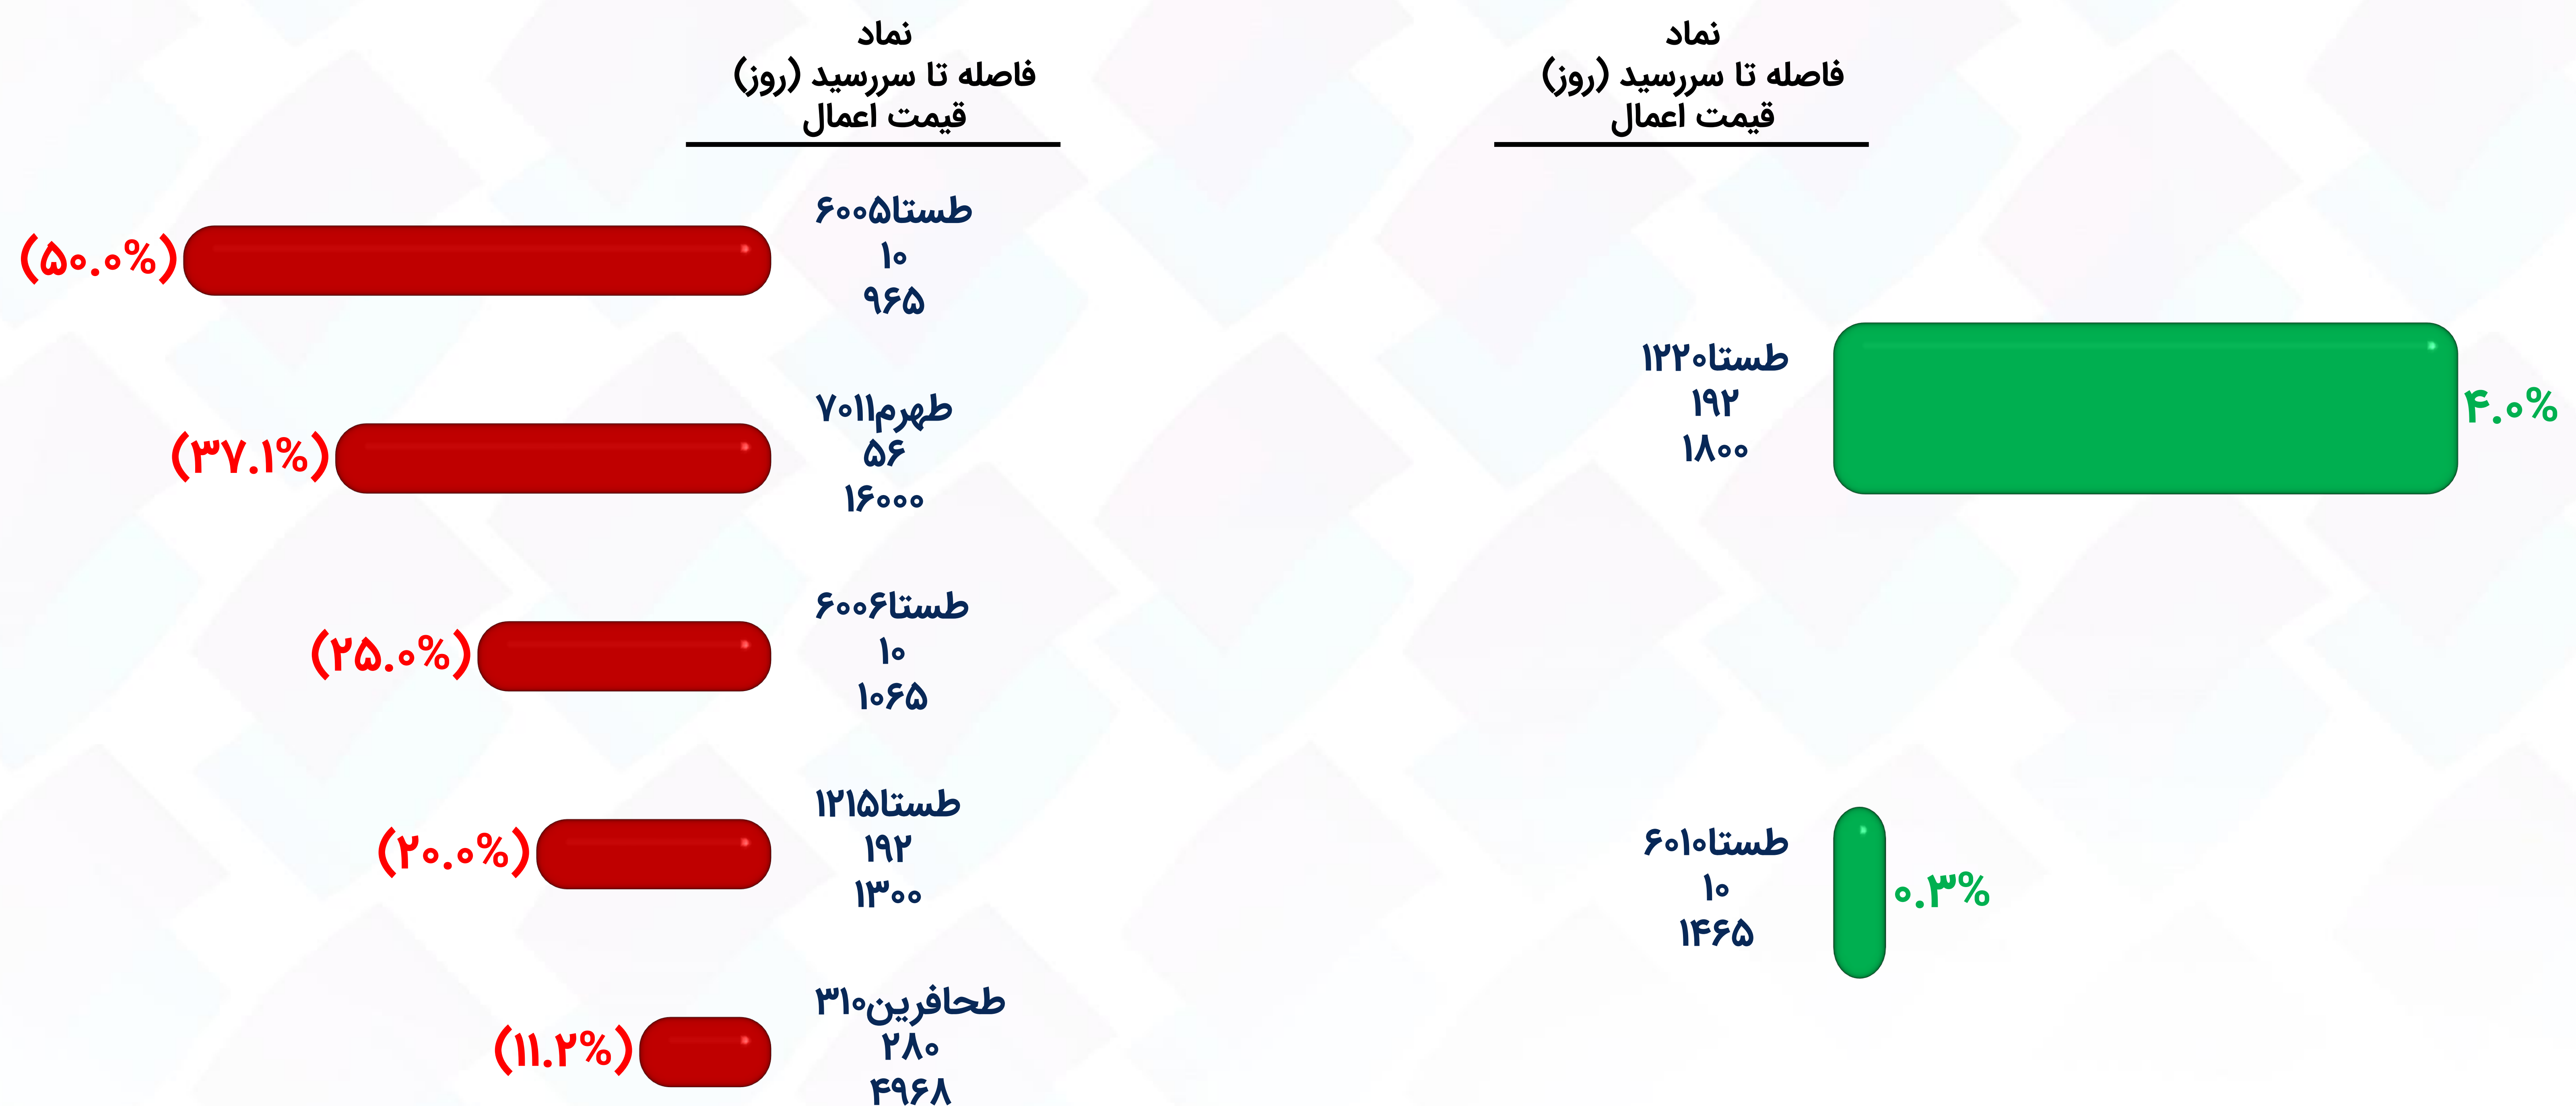 نماد
فاصله تا سررسید (روز)
قیمت اعمال
طستا۱۲۲۰
۱۹۲
۱۸۰۰
۴.۰%
طستا۶۰۱۰
۱۰
۱۴۶۵
۰.۳%
نماد
فاصله تا سررسید (روز)
قیمت اعمال
طستا۶۰۰۵
۱۰
۹۶۵
(۵۰.۰%)
طهرم۷۰۱۱
۵۶
۱۶۰۰۰
(۳۷.۱%)
طستا۶۰۰۶
۱۰
۱۰۶۵
(۲۵.۰%)
طستا۱۲۱۵
۱۹۲
۱۳۰۰
(۲۰.۰%)
طحافرین۳۱۰
۲۸۰
۴۹۶۸
(۱۱.۲%)